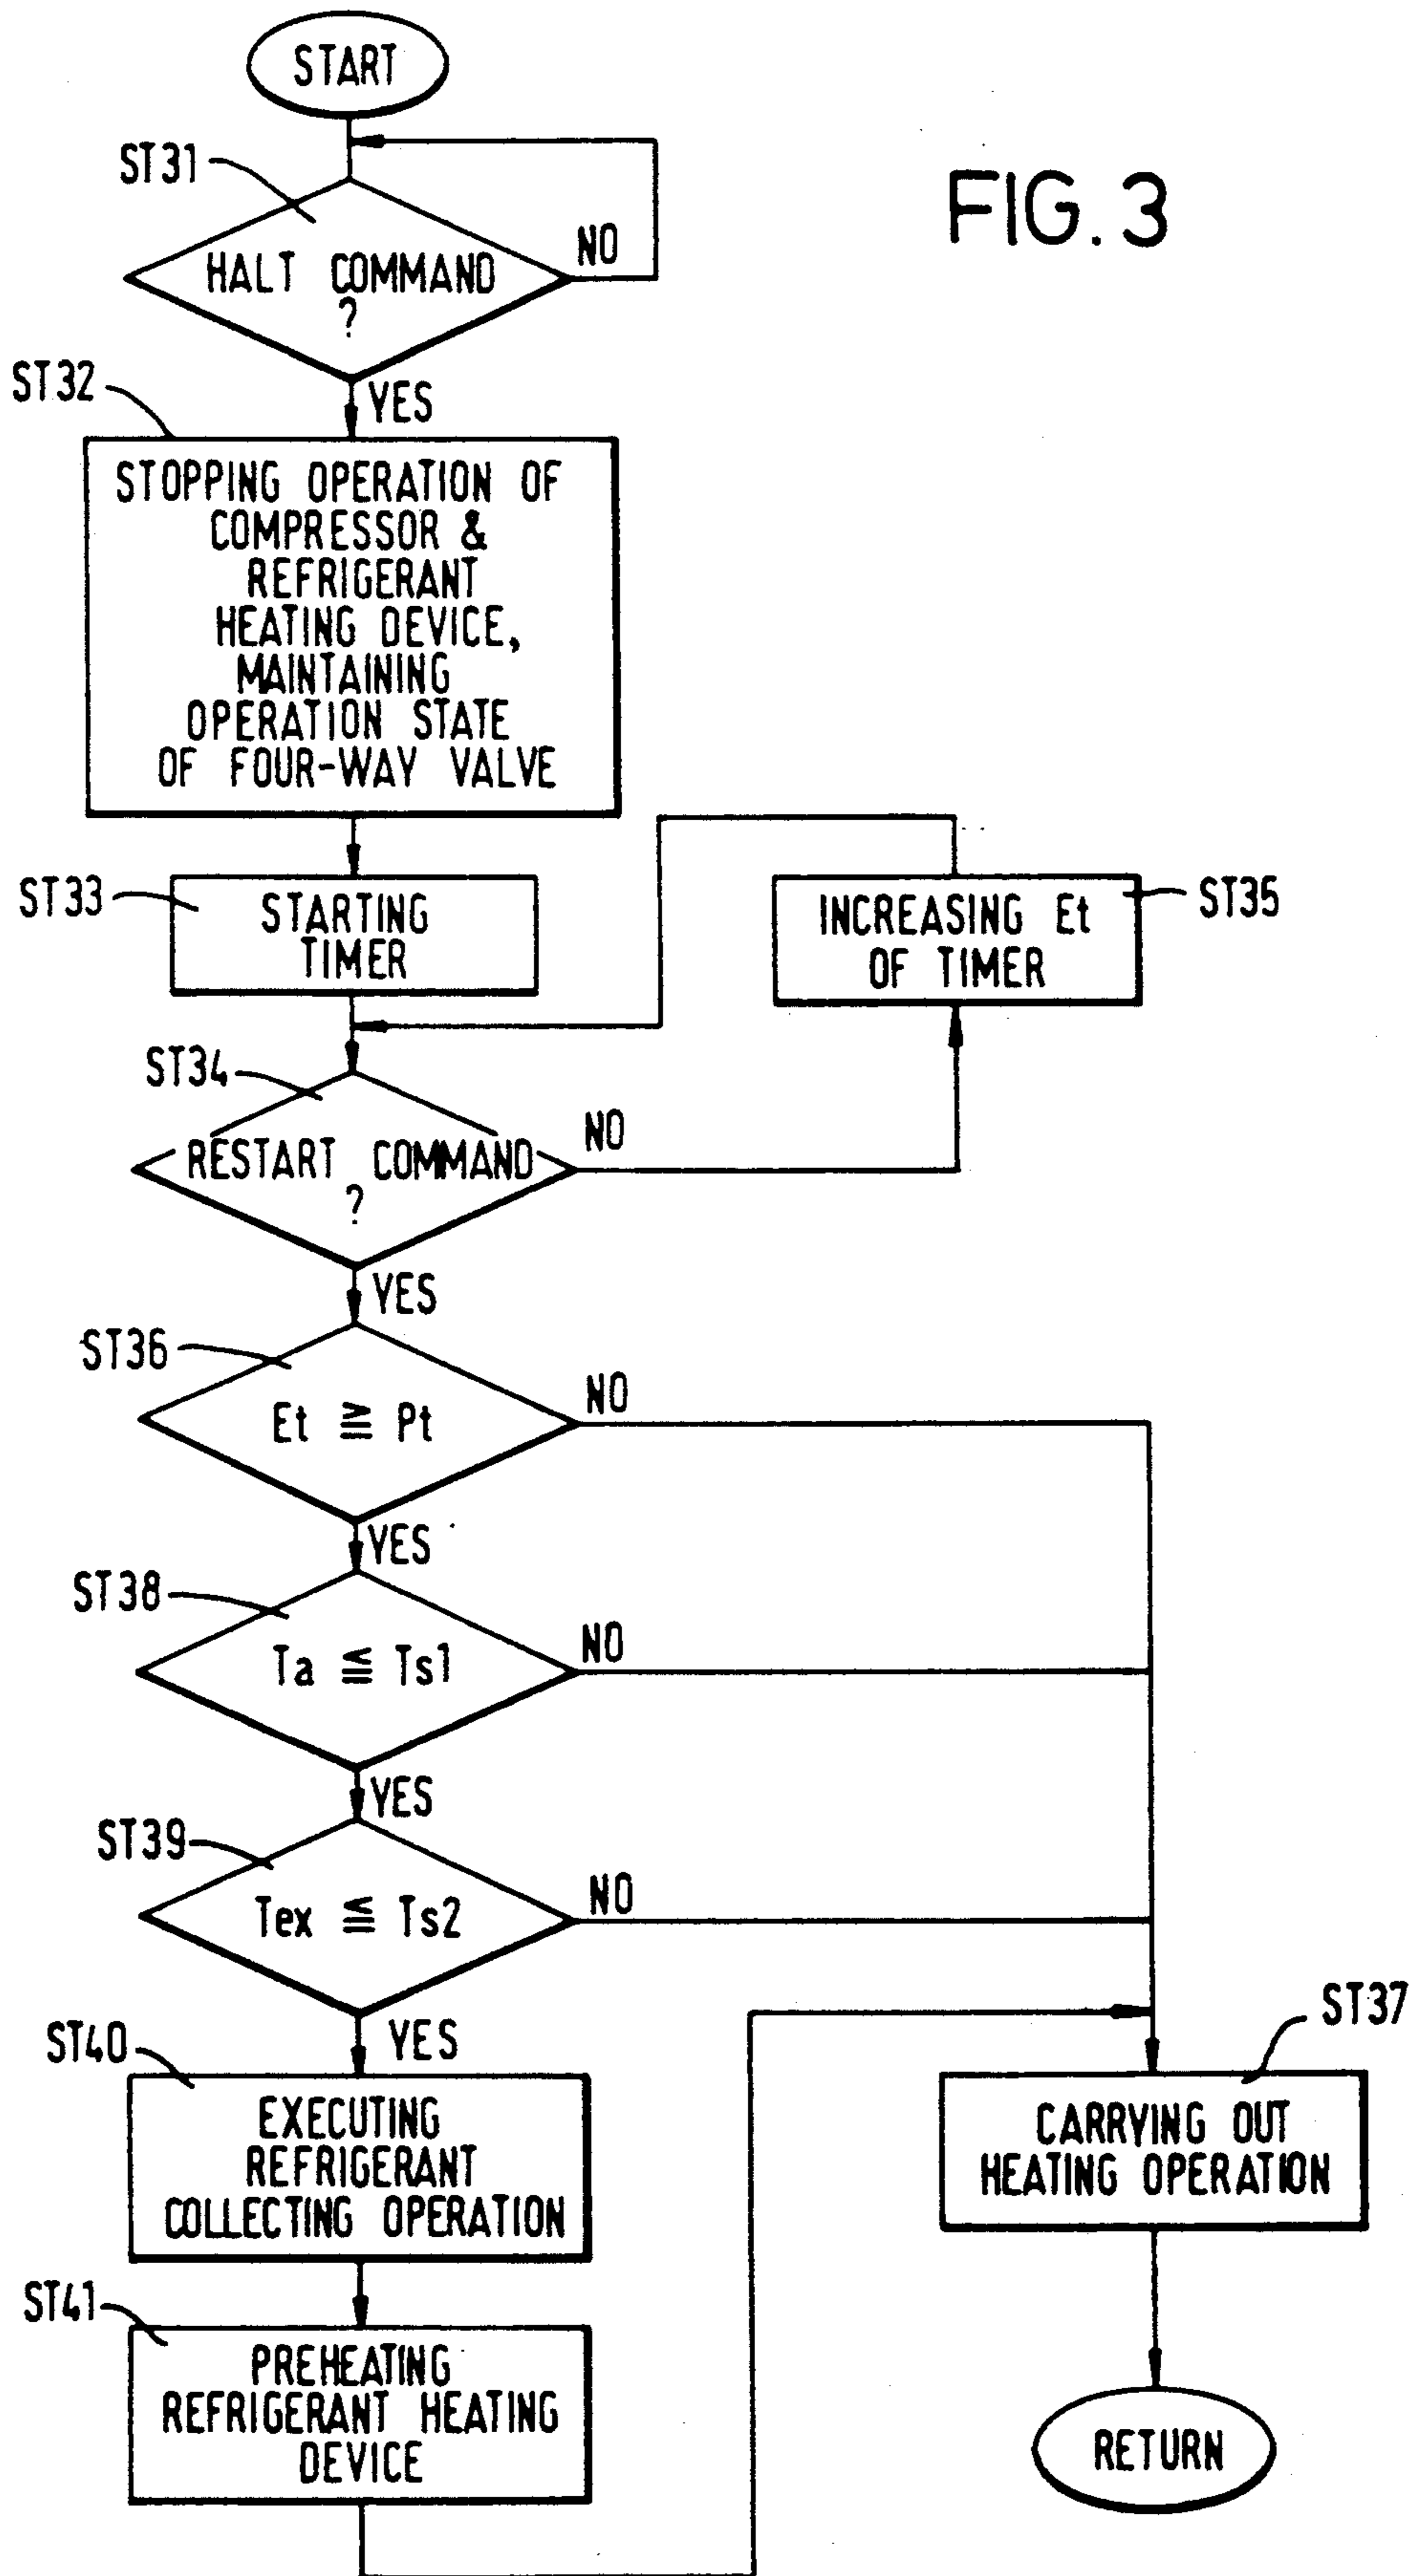 START
FIG. 3
ST31
HALT COMMAND
?
NO
YES
ST32
STOPPING OPERATION OF
COMPRESSOR &
REFRIGERANT
HEATING DEVICE,
MAINTAINING
OPERATION STATE
OF FOUR-WAY VALVE
ST33
STARTING
TIMER
INCREASING Et
OF TIMER
ST35
ST34
RESTART COMMAND
?
NO
YES
ST36
Et ≧ Pt
NO
YES
ST38
Ta ≦ Ts1
NO
YES
ST39
Tex ≦ Ts2
NO
YES
ST40
EXECUTING
REFRIGERANT
COLLECTING OPERATION
ST37
CARRYING OUT
HEATING OPERATION
ST41
PREHEATING
REFRIGERANT HEATING
DEVICE
RETURN